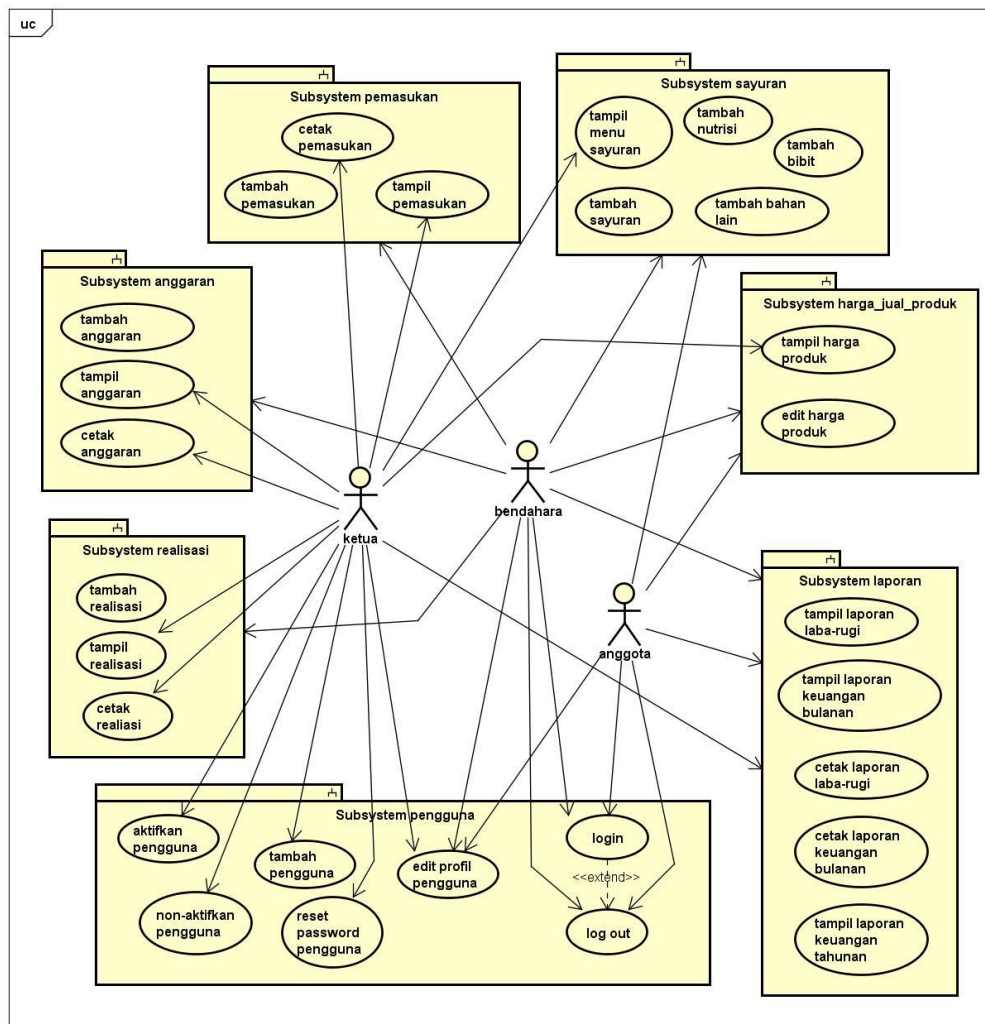 uc
Subsystem pemasukan
cetak
pemasukan
tambah
pemasukan
tampil
pemasukan
Subsystem sayuran
tampil
menu
sayuran
tambah
nutrisi
tambah
bibit
tambah
sayuran
tambah bahan
lain
Subsystem anggaran
tambah
anggaran
tampil
anggaran
cetak
anggaran
Subsystem harga_jual_produk
tampil harga
produk
edit harga
produk
ketua
bendahara
anggota
Subsystem realisasi
tambah
realisasi
tampil
realisasi
cetak
realiasi
Subsystem laporan
tampil laporan
laba-rugi
tampil laporan
keuangan
bulanan
cetak laporan
laba-rugi
cetak laporan
keuangan
bulanan
tampil laporan
keuangan
tahunan
Subsystem pengguna
aktifkan
pengguna
non-aktifkan
pengguna
tambah
pengguna
reset
password
pengguna
edit profil
pengguna
login
<<extend>>
log out